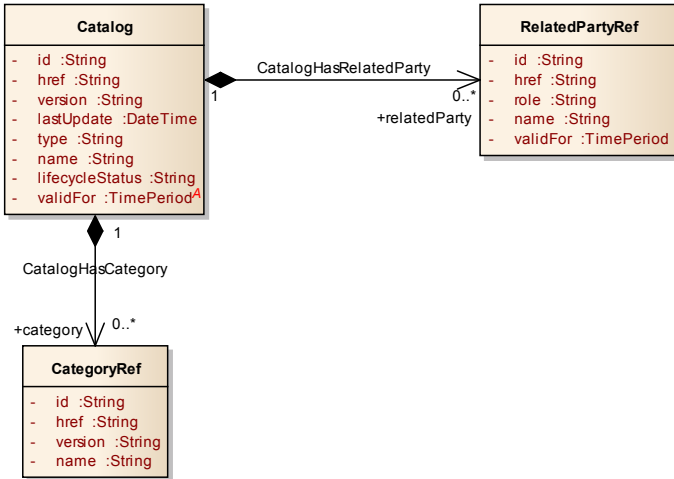 Catalog
- id :String
- href :String
- version :String
- lastUpdate :DateTime
- type :String
- name :String
- lifecycleStatus :String
- validFor :TimePeriod A
CatalogHasRelatedParty
1
0..*
+relatedParty
RelatedPartyRef
- id :String
- href :String
- role :String
- name :String
- validFor :TimePeriod
1
CatalogHasCategory
+category
0..*
CategoryRef
- id :String
- href :String
- version :String
- name :String